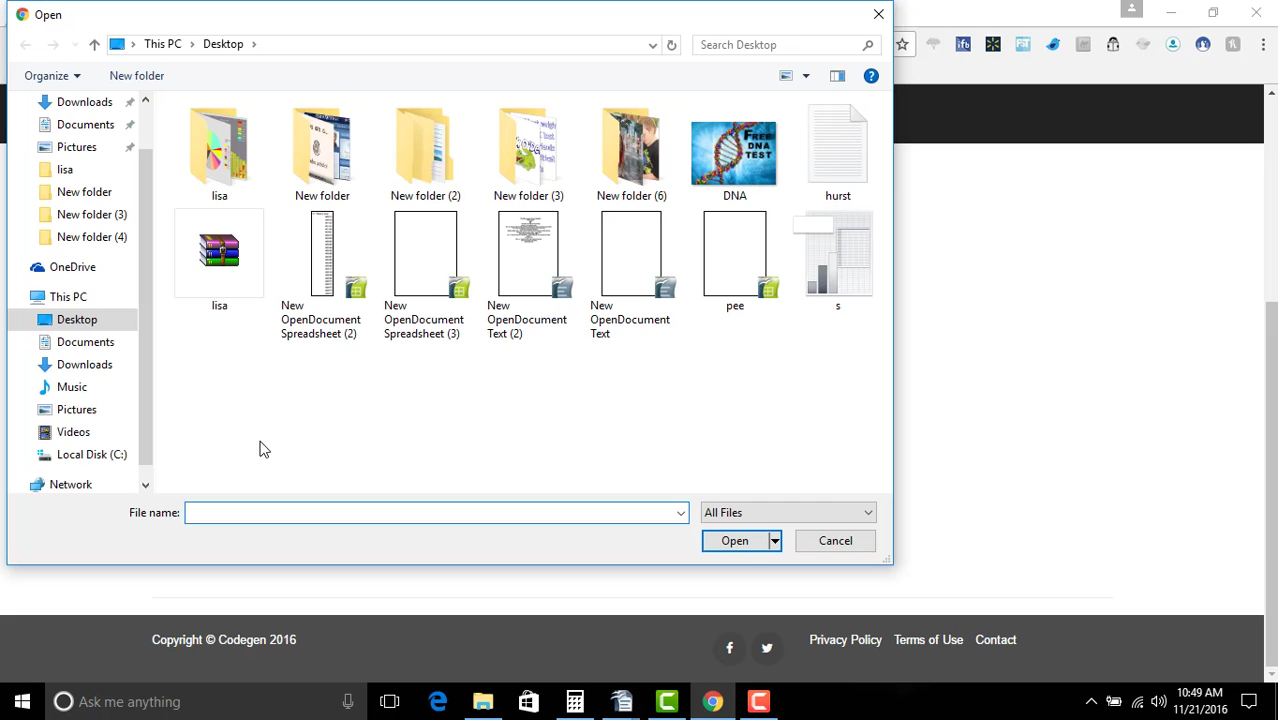 Open
This PC
Desktop
Search Desktop
Organize
New folder
Downloads
Documents
Pictures
lisa
New folder
New folder (3)
New folder (4)
OneDrive
This PC
Desktop
Documents
Downloads
Music
Pictures
Videos
Local Disk (C:)
Network
lisa
New folder
New folder (2)
New folder (3)
New folder (6)
FREE
DNA
TEST
DNA
hurst
lisa
New
OpenDocument
Spreadsheet (2)
New
OpenDocument
Spreadsheet (3)
New
OpenDocument
Text (2)
New
OpenDocument
Text
pee
s
File name:
All Files
Open
Cancel
Copyright © Codegen 2016
Privacy Policy
Terms of Use
Contact
Ask me anything
10:49 AM
11/21/2016